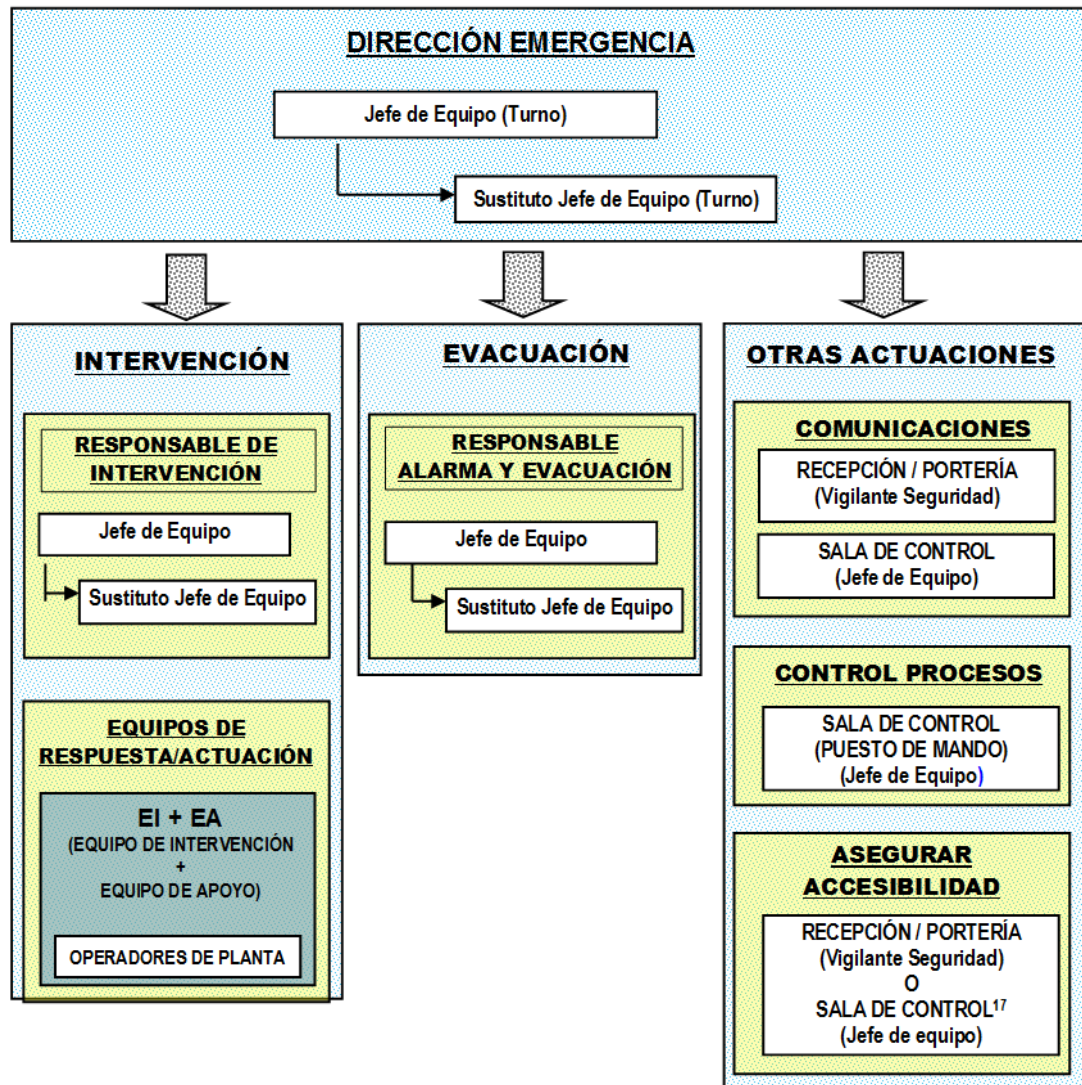 DIRECCIÓN EMERGENCIA
Jefe de Equipo (Turno)
Sustituto Jefe de Equipo (Turno)
INTERVENCIÓN
RESPONSABLE DE
INTERVENCIÓN
Jefe de Equipo
Sustituto Jefe de Equipo
EQUIPOS DE
RESPUESTA/ACTUACIÓN
EI + EA
(EQUIPO DE INTERVENCIÓN
+
EQUIPO DE APOYO)
OPERADORES DE PLANTA
EVACUACIÓN
RESPONSABLE
ALARMA Y EVACUACIÓN
Jefe de Equipo
Sustituto Jefe de Equipo
OTRAS ACTUACIONES
COMUNICACIONES
RECEPCIÓN / PORTERÍA
(Vigilante Seguridad)
SALA DE CONTROL
(Jefe de Equipo)
CONTROL PROCESOS
SALA DE CONTROL
(PUESTO DE MANDO)
(Jefe de Equipo)
ASEGURAR
ACCESIBILIDAD
RECEPCIÓN / PORTERÍA
(Vigilante Seguridad)
O
SALA DE CONTROL¹⁷
(Jefe de equipo)